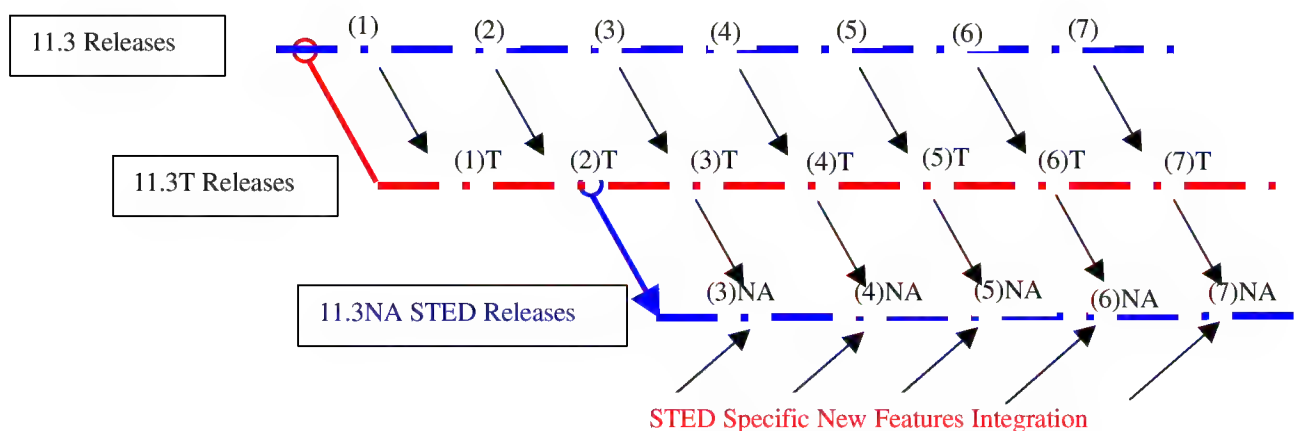 11.3 Releases
(1) (2) (3) (4) (5) (6) (7)
11.3T Releases
(1)T (2)T (3)T (4)T (5)T (6)T (7)T
11.3NA STED Releases
(3)NA (4)NA (5)NA (6)NA (7)NA
STED Specific New Features Integration